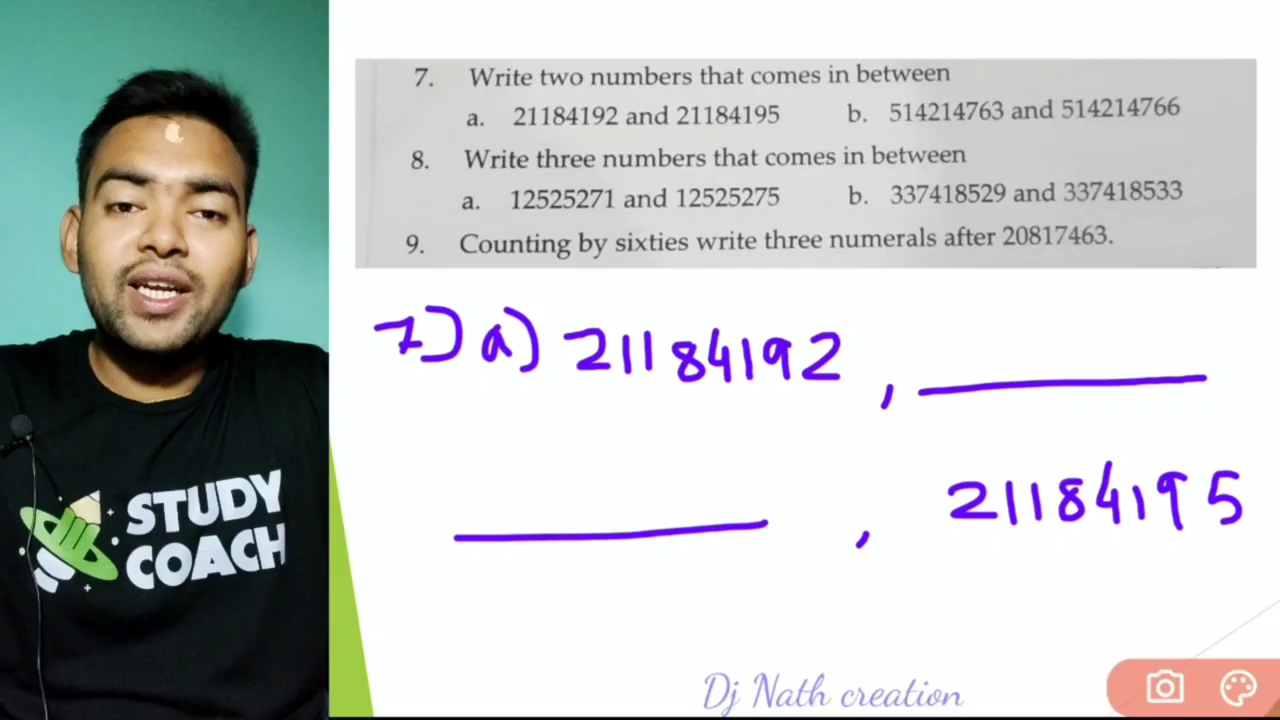 7. Write two numbers that comes in between
a. 21184192 and 21184195 b. 514214763 and 514214766
8. Write three numbers that comes in between
a. 12525271 and 12525275 b. 337418529 and 337418533
9. Counting by sixties write three numerals after 20817463.
7) a) 21184192 ,
, 21184195
STUDY
COACH
Dj Nath creation